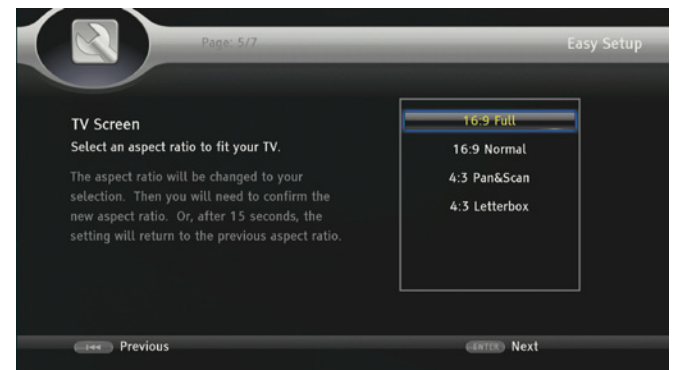 Page: 5/7
Easy Setup
TV Screen
Select an aspect ratio to fit your TV.
The aspect ratio will be changed to your
selection. Then you will need to confirm the
new aspect ratio. Or, after 15 seconds, the
setting will return to the previous aspect ratio.
16:9 Full
16:9 Normal
4:3 Pan&Scan
4:3 Letterbox
Previous
ENTER Next